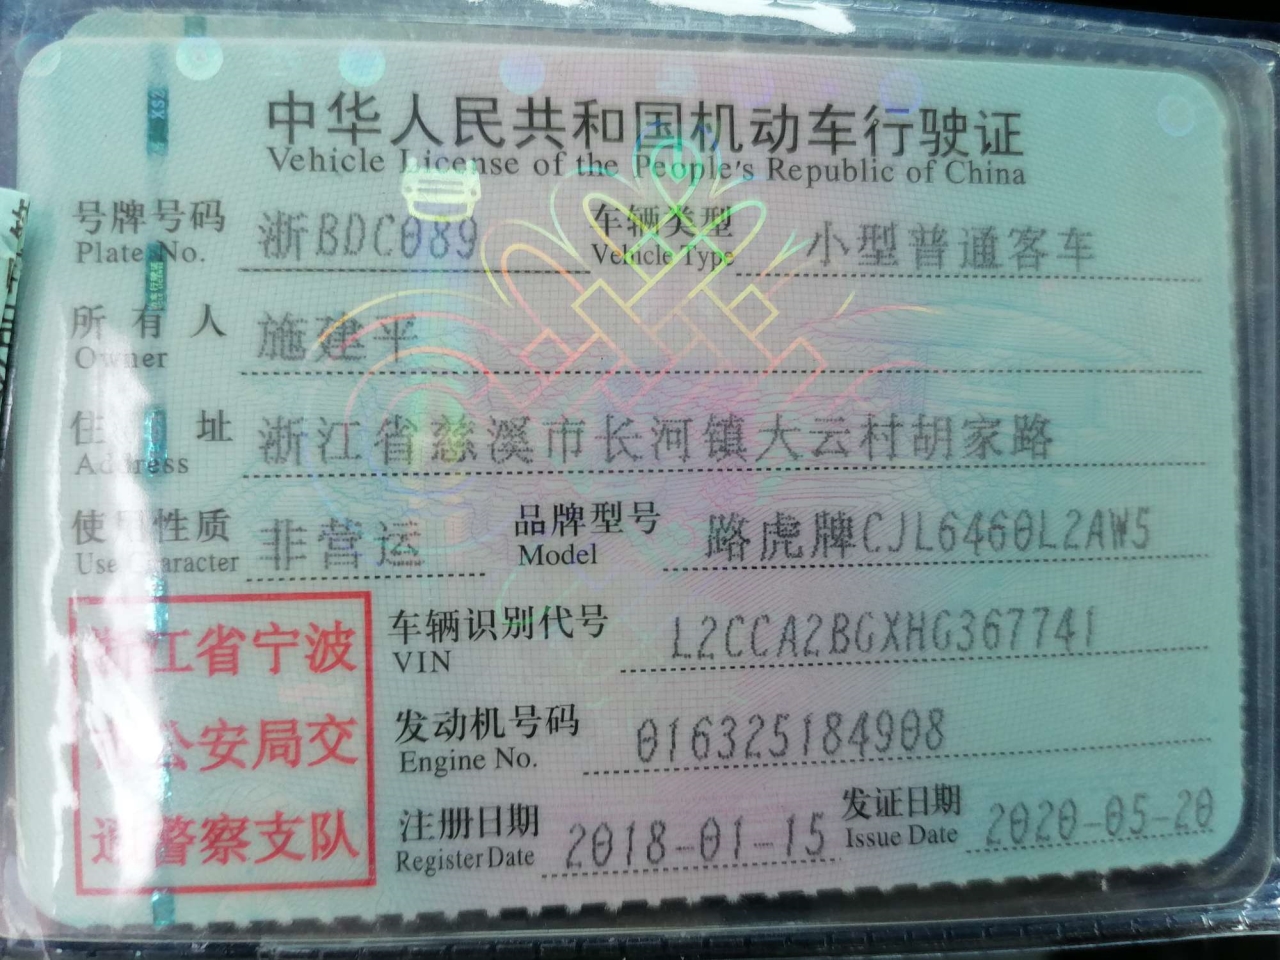 中华人民共和国机动车行驶证
Vehicle License of the People's Republic of China
号牌号码 浙BDC089 车辆类型 小型普通客车
Plate No. Vehicle Type
所有人 施建平
Owner
住址 浙江省慈溪市长河镇大云村胡家路
Address
使用性质 非营运 品牌型号 路虎牌CJL6460L2AW5
Use Character Model
浙江省宁波 车辆识别代号 L2CCA2BGXHG367741
VIN
市公安局交 发动机号码 016325184908
Engine No.
通警察支队 注册日期 2018-01-15 发证日期 2020-05-20
Register Date Issue Date
XS2